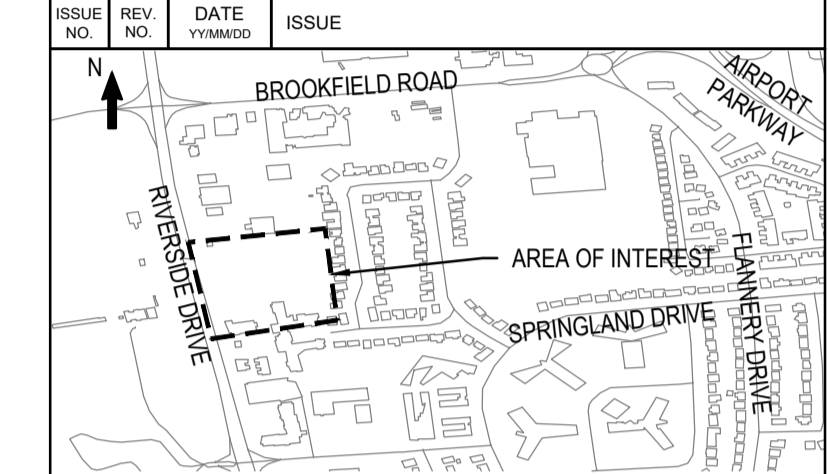 ISSUE NO.
REV. NO.
DATE
YY/MM/DD
ISSUE
N
BROOKFIELD ROAD
AIRPORT
PARKWAY
RIVERSIDE DRIVE
AREA OF INTEREST
FLANNERY DRIVE
SPRINGLAND DRIVE